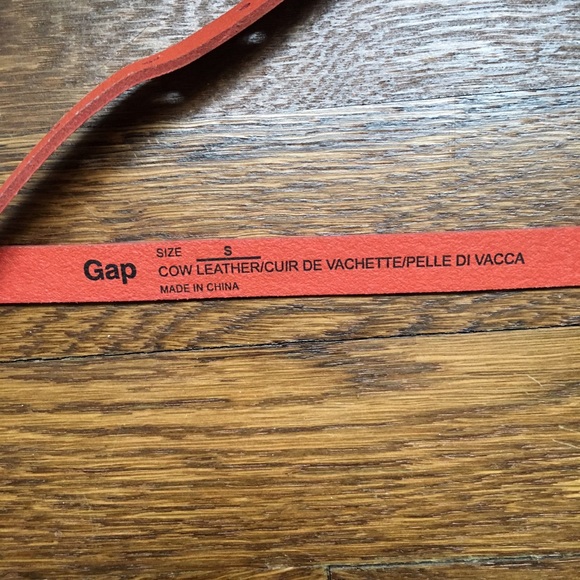 Gap
SIZE S
COW LEATHER/CUIR DE VACHETTE/PELLE DI VACCA
MADE IN CHINA